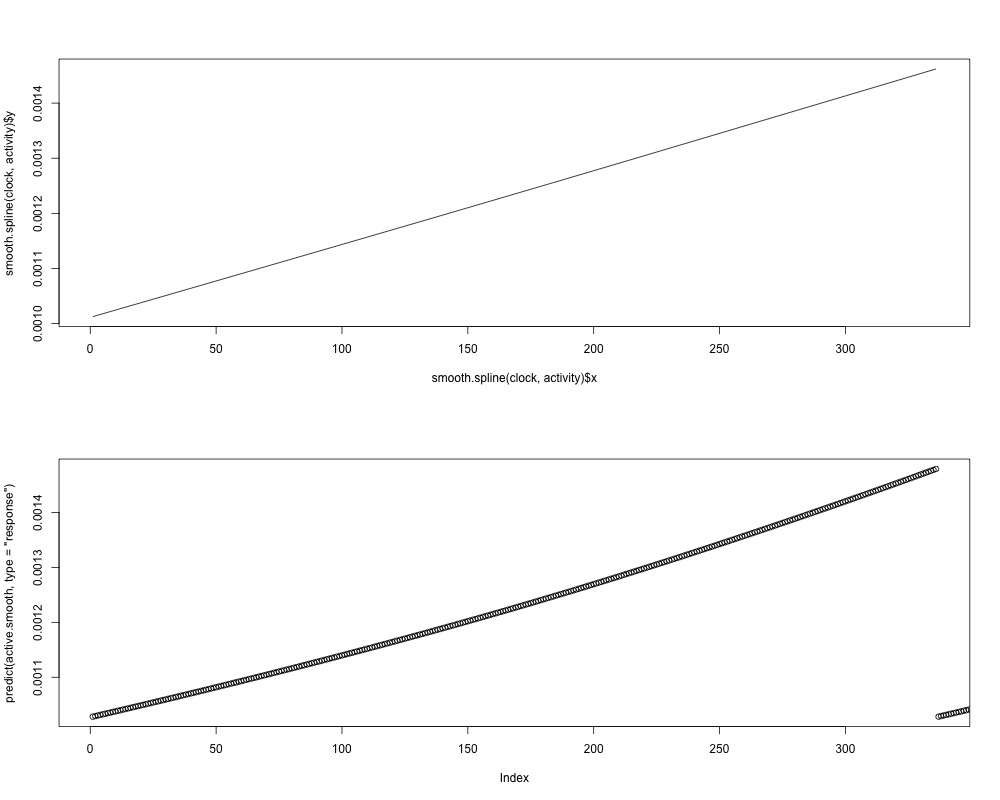 smooth.spline(clock, activity)$y
0.0014
0.0013
0.0012
0.0011
0.0010
0 50 100 150 200 250 300
smooth.spline(clock, activity)$x
predict(active.smooth, type = "response")
0.0014
0.0013
0.0012
0.0011
0 50 100 150 200 250 300
Index